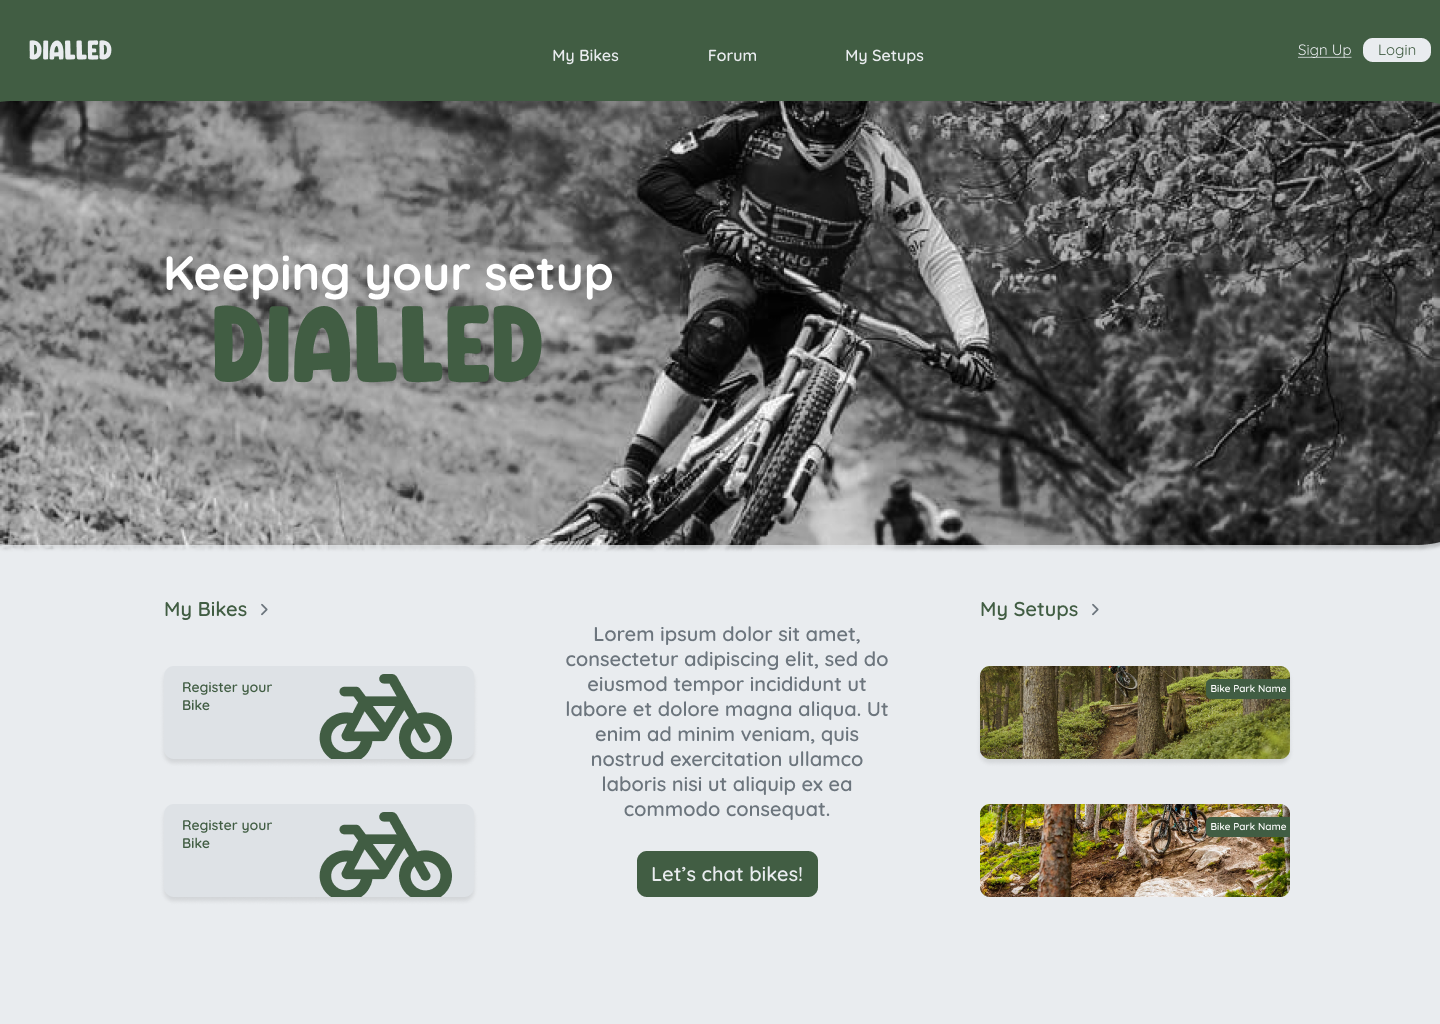 DIALLED
My Bikes
Forum
My Setups
Sign Up
Login
Keeping your setup
DIALLED
My Bikes
Register your
Bike
Register your
Bike
Lorem ipsum dolor sit amet,
consectetur adipiscing elit, sed do
eiusmod tempor incididunt ut
labore et dolore magna aliqua. Ut
enim ad minim veniam, quis
nostrud exercitation ullamco
laboris nisi ut aliquip ex ea
commodo consequat.
Let’s chat bikes!
My Setups
Bike Park Name
Bike Park Name